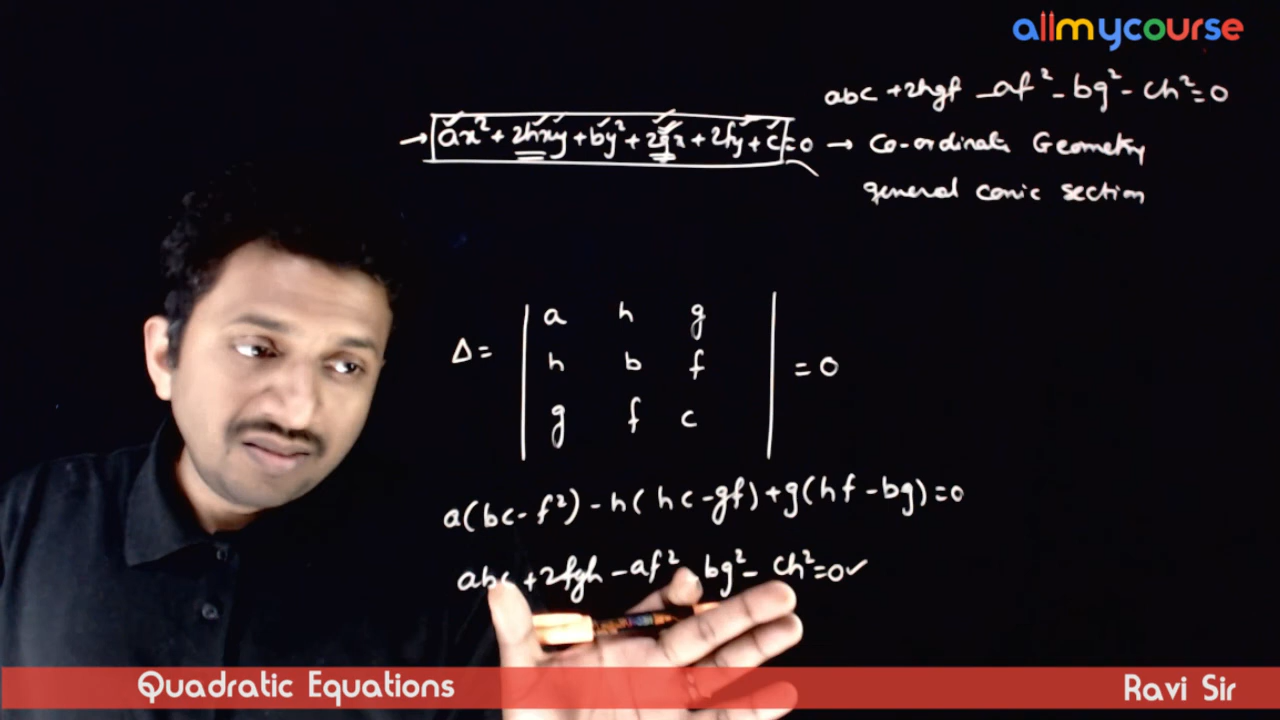 allmycourse
abc + 2hgf - af² - bg² - ch² = 0
→ ax² + 2hxy + by² + 2gx + 2fy + c = 0 → Co-ordinate Geometry
general conic section
a h g
Δ = h b f = 0
g f c
a(bc - f²) - h(hc - gf) + g(hf - bg) = 0
abc + 2fgh - af² - bg² - ch² = 0 ✓
Quadratic Equations
Ravi Sir